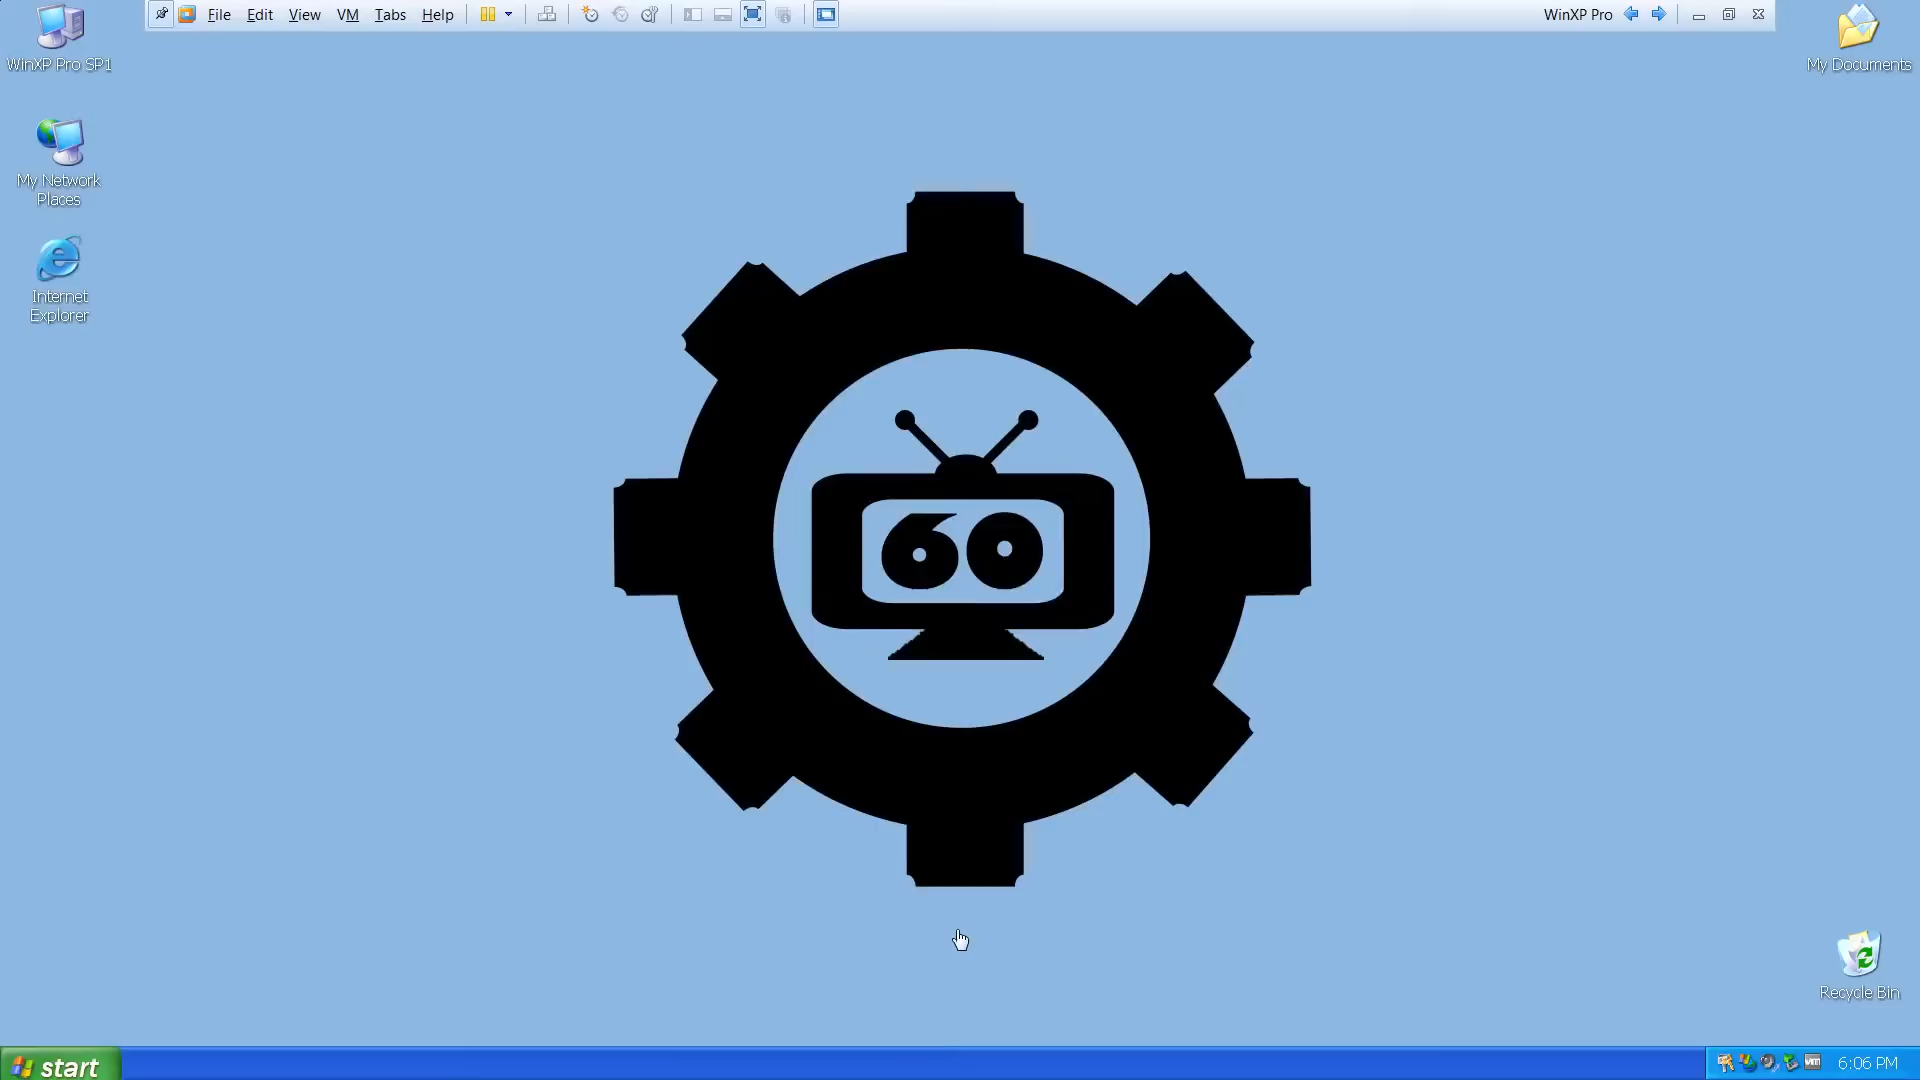 File Edit View VM Tabs Help
WinXP Pro
WinXP Pro SP1
My Documents
My Network
Places
Internet
Explorer
60
Recycle Bin
start
6:06 PM